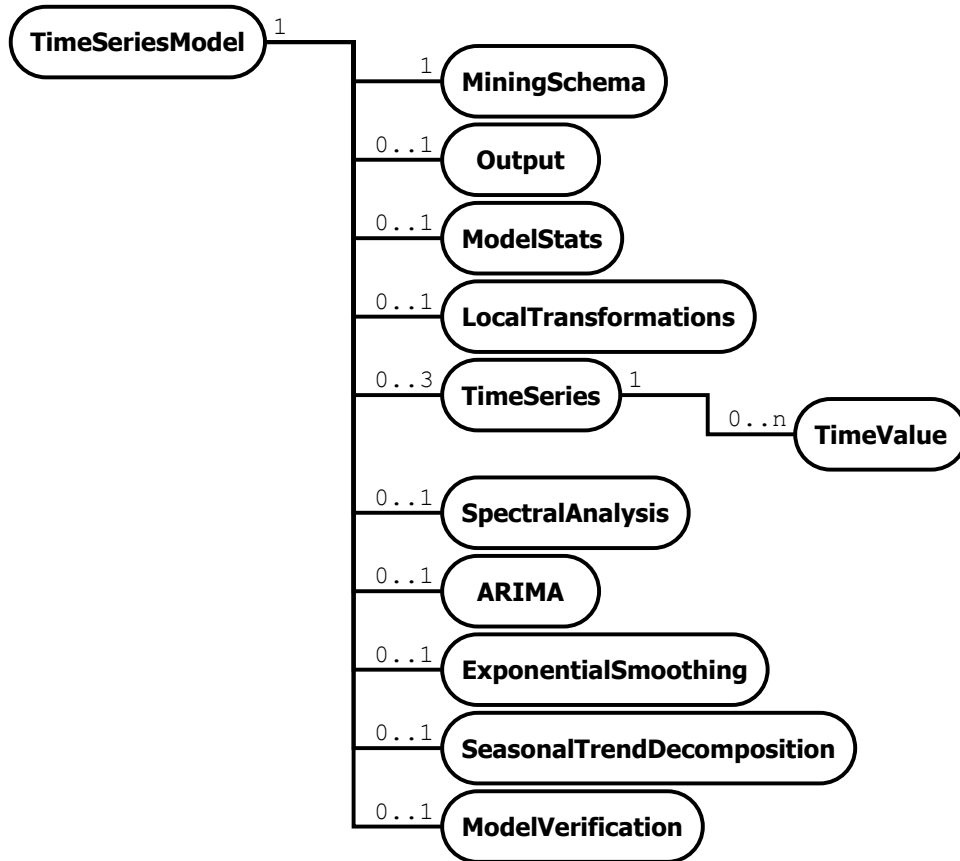 TimeSeriesModel 1
1 MiningSchema
0..1 Output
0..1 ModelStats
0..1 LocalTransformations
0..3 TimeSeries 1
0..n TimeValue
0..1 SpectralAnalysis
0..1 ARIMA
0..1 ExponentialSmoothing
0..1 SeasonalTrendDecomposition
0..1 ModelVerification